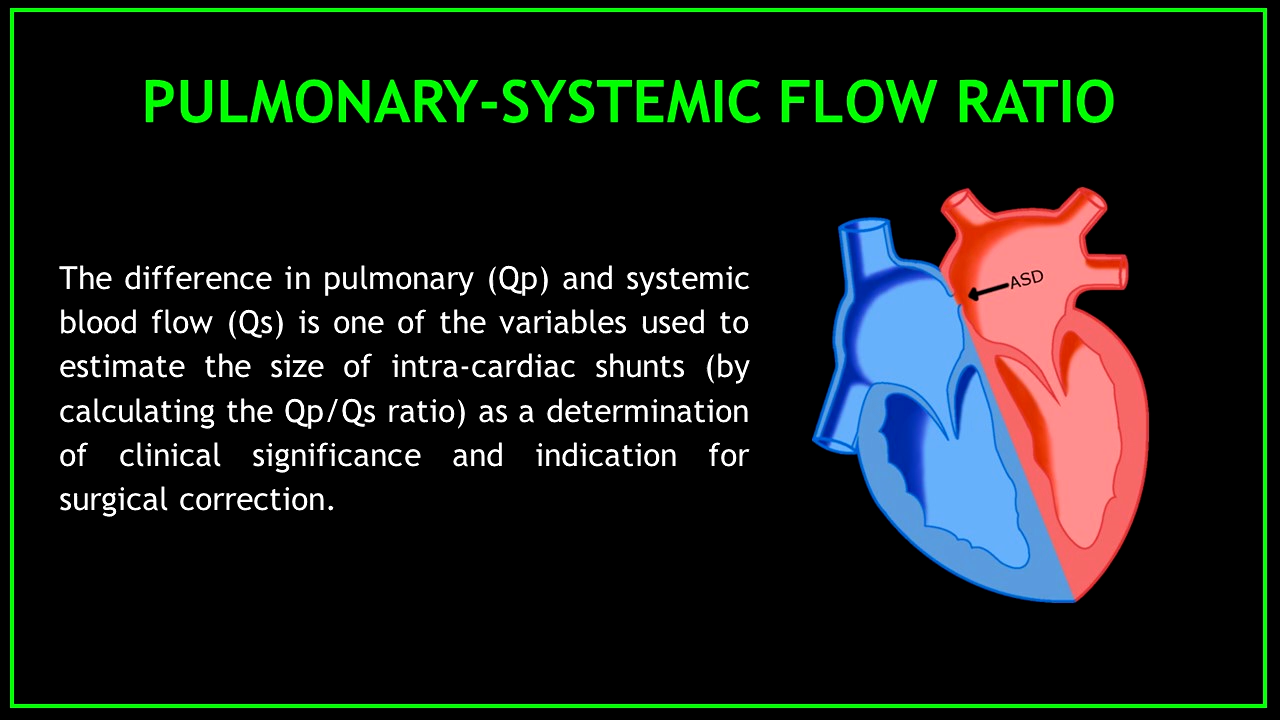 PULMONARY-SYSTEMIC FLOW RATIO
The difference in pulmonary (Qp) and systemic
blood flow (Qs) is one of the variables used to
estimate the size of intra-cardiac shunts (by
calculating the Qp/Qs ratio) as a determination
of clinical significance and indication for
surgical correction.
ASD